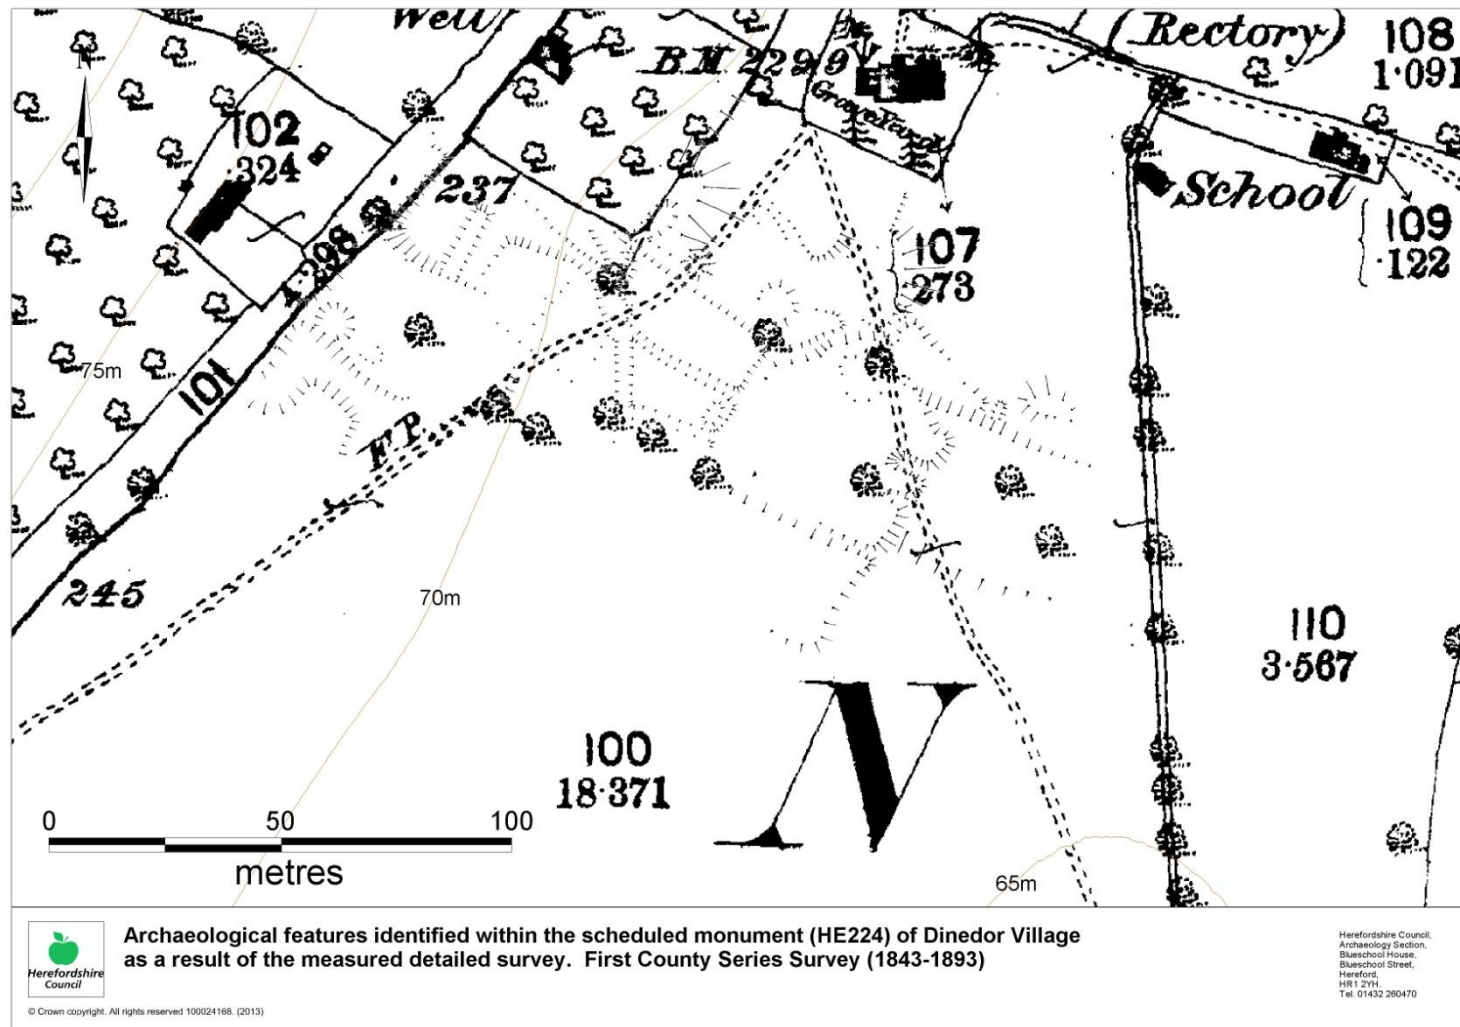 Well
B.M 229·9
(Rectory)
108
1·091
Graveyard
102
·324
237
School
107
·273
109
·122
4·298
75m
101
F.P.
245
70m
110
3·567
100
18·371
N
0 50 100
metres
65m
Herefordshire
Council
Archaeological features identified within the scheduled monument (HE224) of Dinedor Village
as a result of the measured detailed survey. First County Series Survey (1843-1893)
© Crown copyright. All rights reserved 100024168. (2013)
Herefordshire Council,
Archaeology Section,
Blueschool House,
Blueschool Street,
Hereford,
HR1 2YH.
Tel. 01432 260470